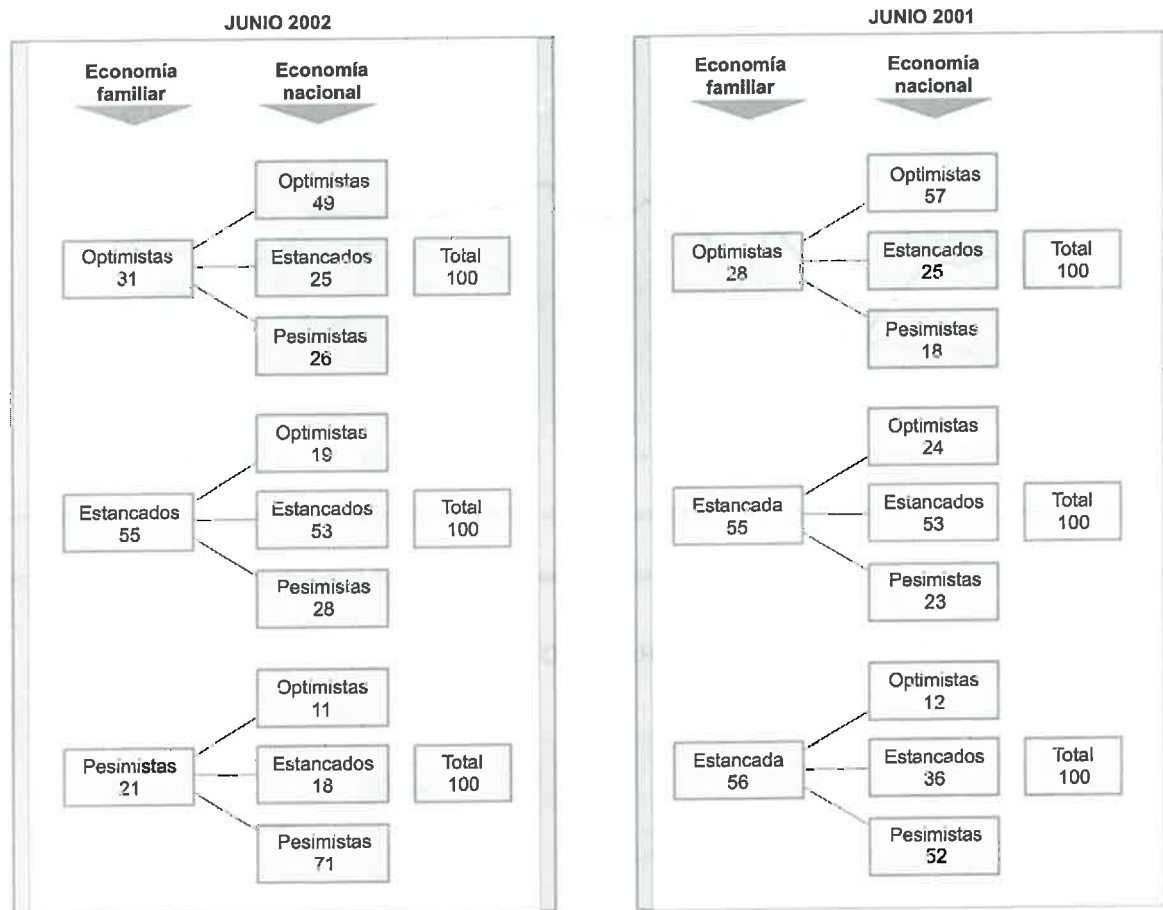 JUNIO 2002
Economía
familiar
Economía
nacional
Optimistas
49
Optimistas
31
Estancados
25
Total
100
Pesimistas
26
Optimistas
19
Estancados
55
Estancados
53
Total
100
Pesimistas
28
Optimistas
11
Pesimistas
21
Estancados
18
Total
100
Pesimistas
71
JUNIO 2001
Economía
familiar
Economía
nacional
Optimistas
57
Optimistas
28
Estancados
25
Total
100
Pesimistas
18
Optimistas
24
Estancada
55
Estancados
53
Total
100
Pesimistas
23
Optimistas
12
Estancada
56
Estancados
36
Total
100
Pesimistas
52